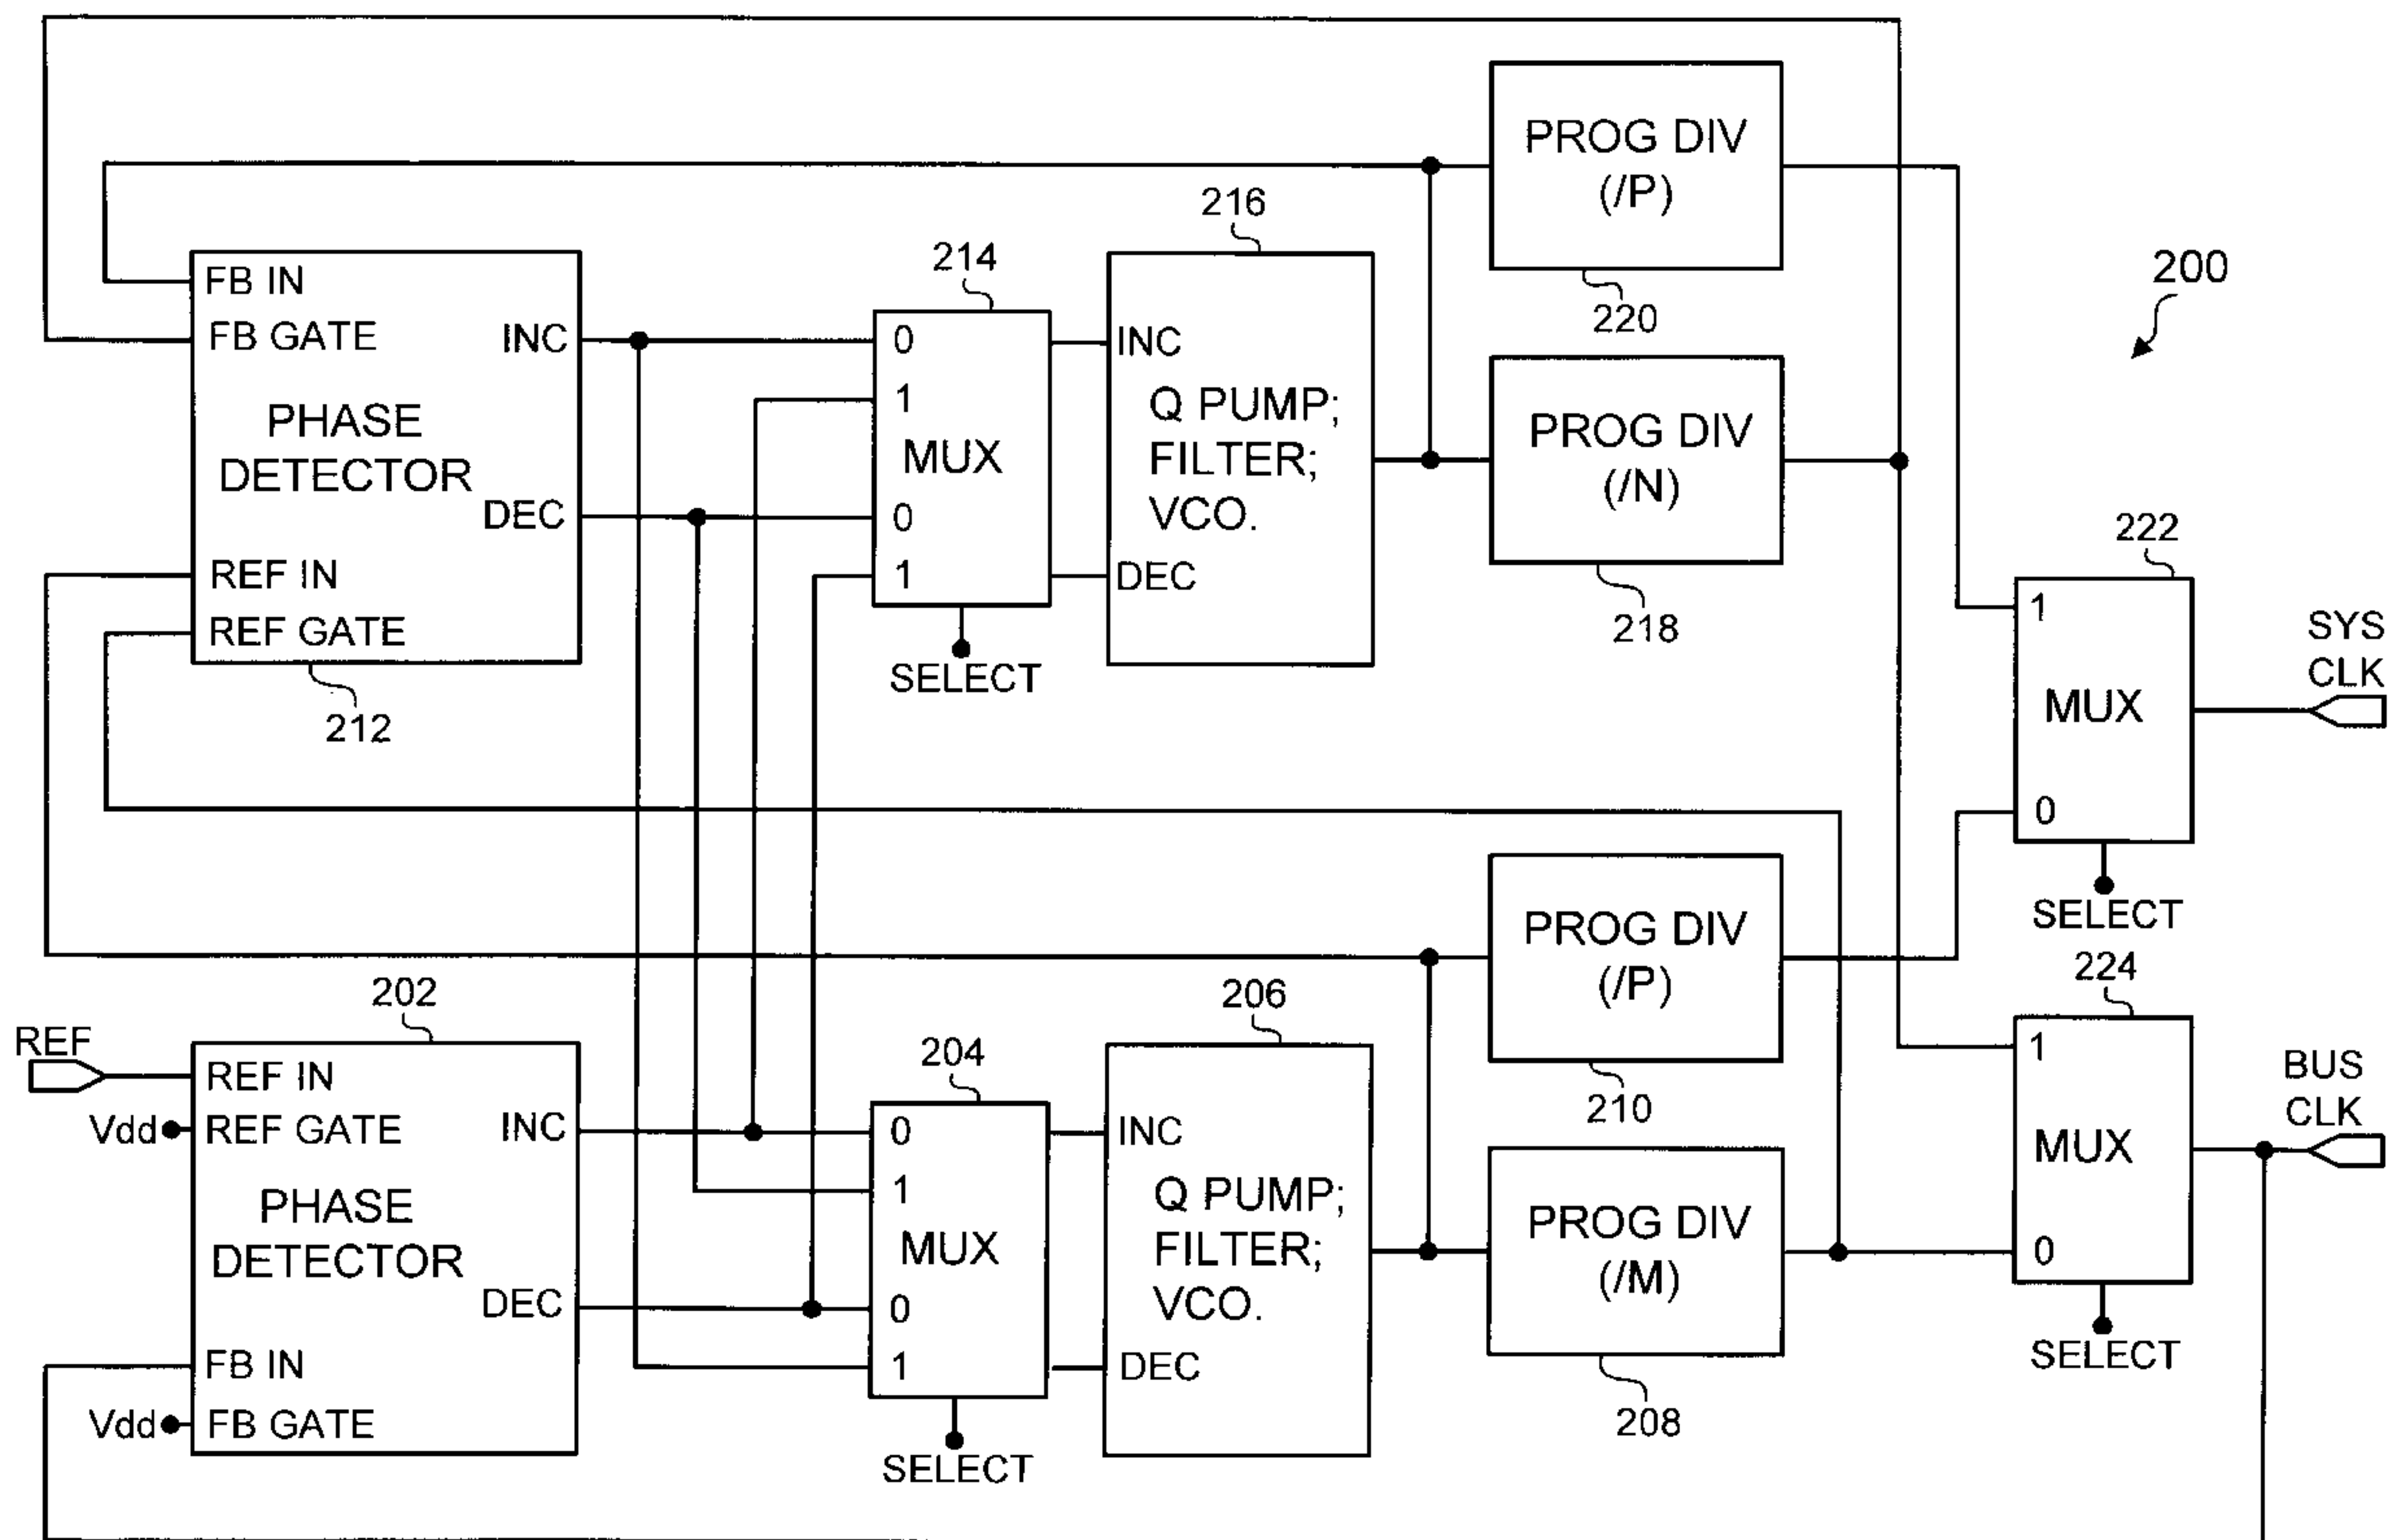 PROG DIV
(/P)
220
216
214
200
FB IN
FB GATE
INC
PHASE
DETECTOR
DEC
REF IN
REF GATE
212
0
1
MUX
0
1
SELECT
INC
Q PUMP;
FILTER;
VCO.
DEC
PROG DIV
(/N)
218
222
1
MUX
0
SELECT
SYS
CLK
PROG DIV
(/P)
210
202
REF
REF IN
Vdd
REF GATE
INC
PHASE
DETECTOR
DEC
FB IN
Vdd
FB GATE
204
0
1
MUX
0
1
SELECT
206
INC
Q PUMP;
FILTER;
VCO.
DEC
PROG DIV
(/M)
208
224
1
MUX
0
SELECT
BUS
CLK